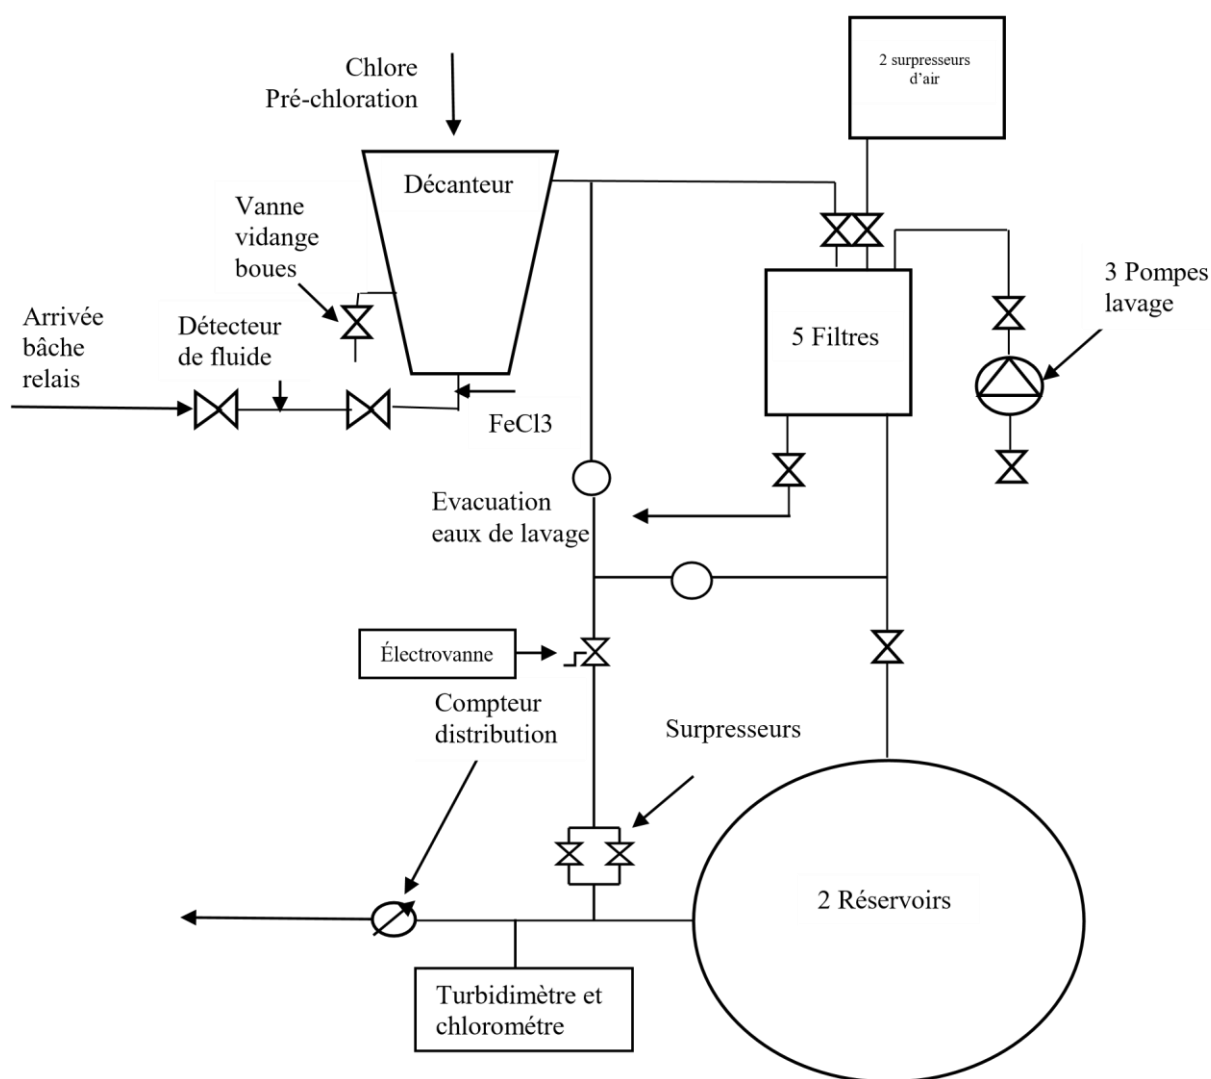 2 surpresseurs
d’air
Chlore
Pré-chloration
Décanteur
Vanne
vidange
boues
3 Pompes
lavage
Arrivée
bâche
relais
Détecteur
de fluide
5 Filtres
FeCl3
Evacuation
eaux de lavage
Électrovanne
Compteur
distribution
Surpresseurs
2 Réservoirs
Turbidimètre et
chlorométre